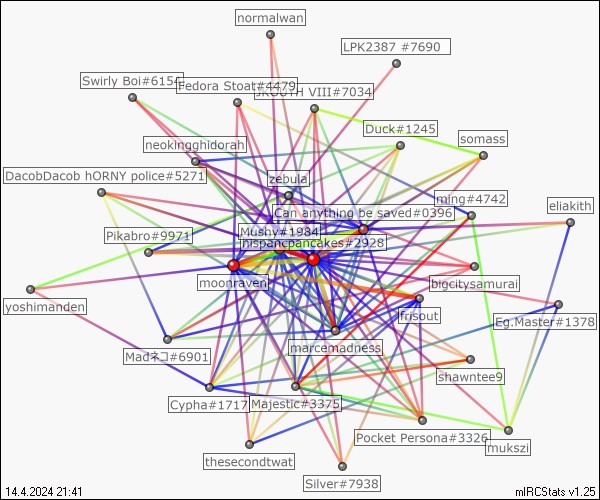 normalwan
LPK2387 #7690
Swirly Boi#6154
Fedora Stoat#4479
VIII#7034
Duck#1245
somass
neokingghidorah
DacobDacob hORNY police#5271
zebula
ming#4742
eliakith
Can anything be saved#0396
Mushy#1984
Pikabro#9971
hispancpancakes#2928
moonraven
bigcitysamurai
yoshimanden
frisout
Eg.Master#1378
marcemadness
Madネコ#6901
shawntee9
Cypha#1717
Majestic#3375
Pocket Persona#3326
mukszi
thesecondtwat
Silver#7938
14.4.2024 21:41
mIRCStats v1.25